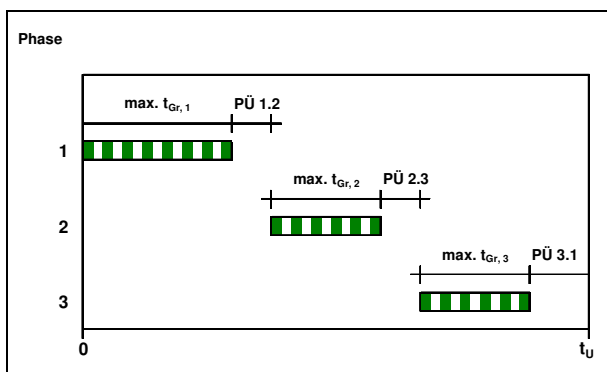 Phase
max. tGr, 1 PÜ 1.2
1
max. tGr, 2 PÜ 2.3
2
max. tGr, 3 PÜ 3.1
3
0 tU